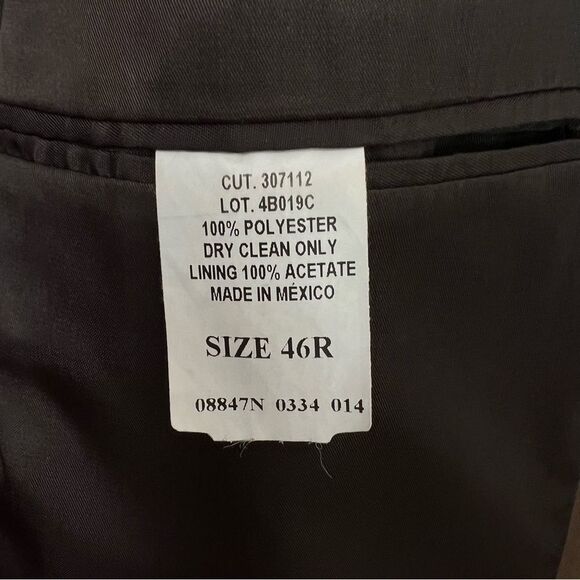 CUT. 307112
LOT. 4B019C
100% POLYESTER
DRY CLEAN ONLY
LINING 100% ACETATE
MADE IN MÉXICO
SIZE 46R
08847N 0334 014